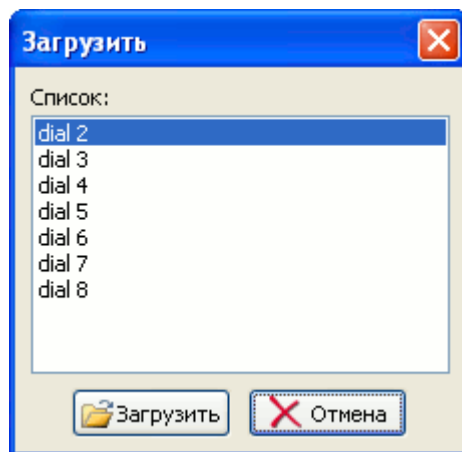 Загрузить
Список:
dial 2
dial 3
dial 4
dial 5
dial 6
dial 7
dial 8
Загрузить
Отмена